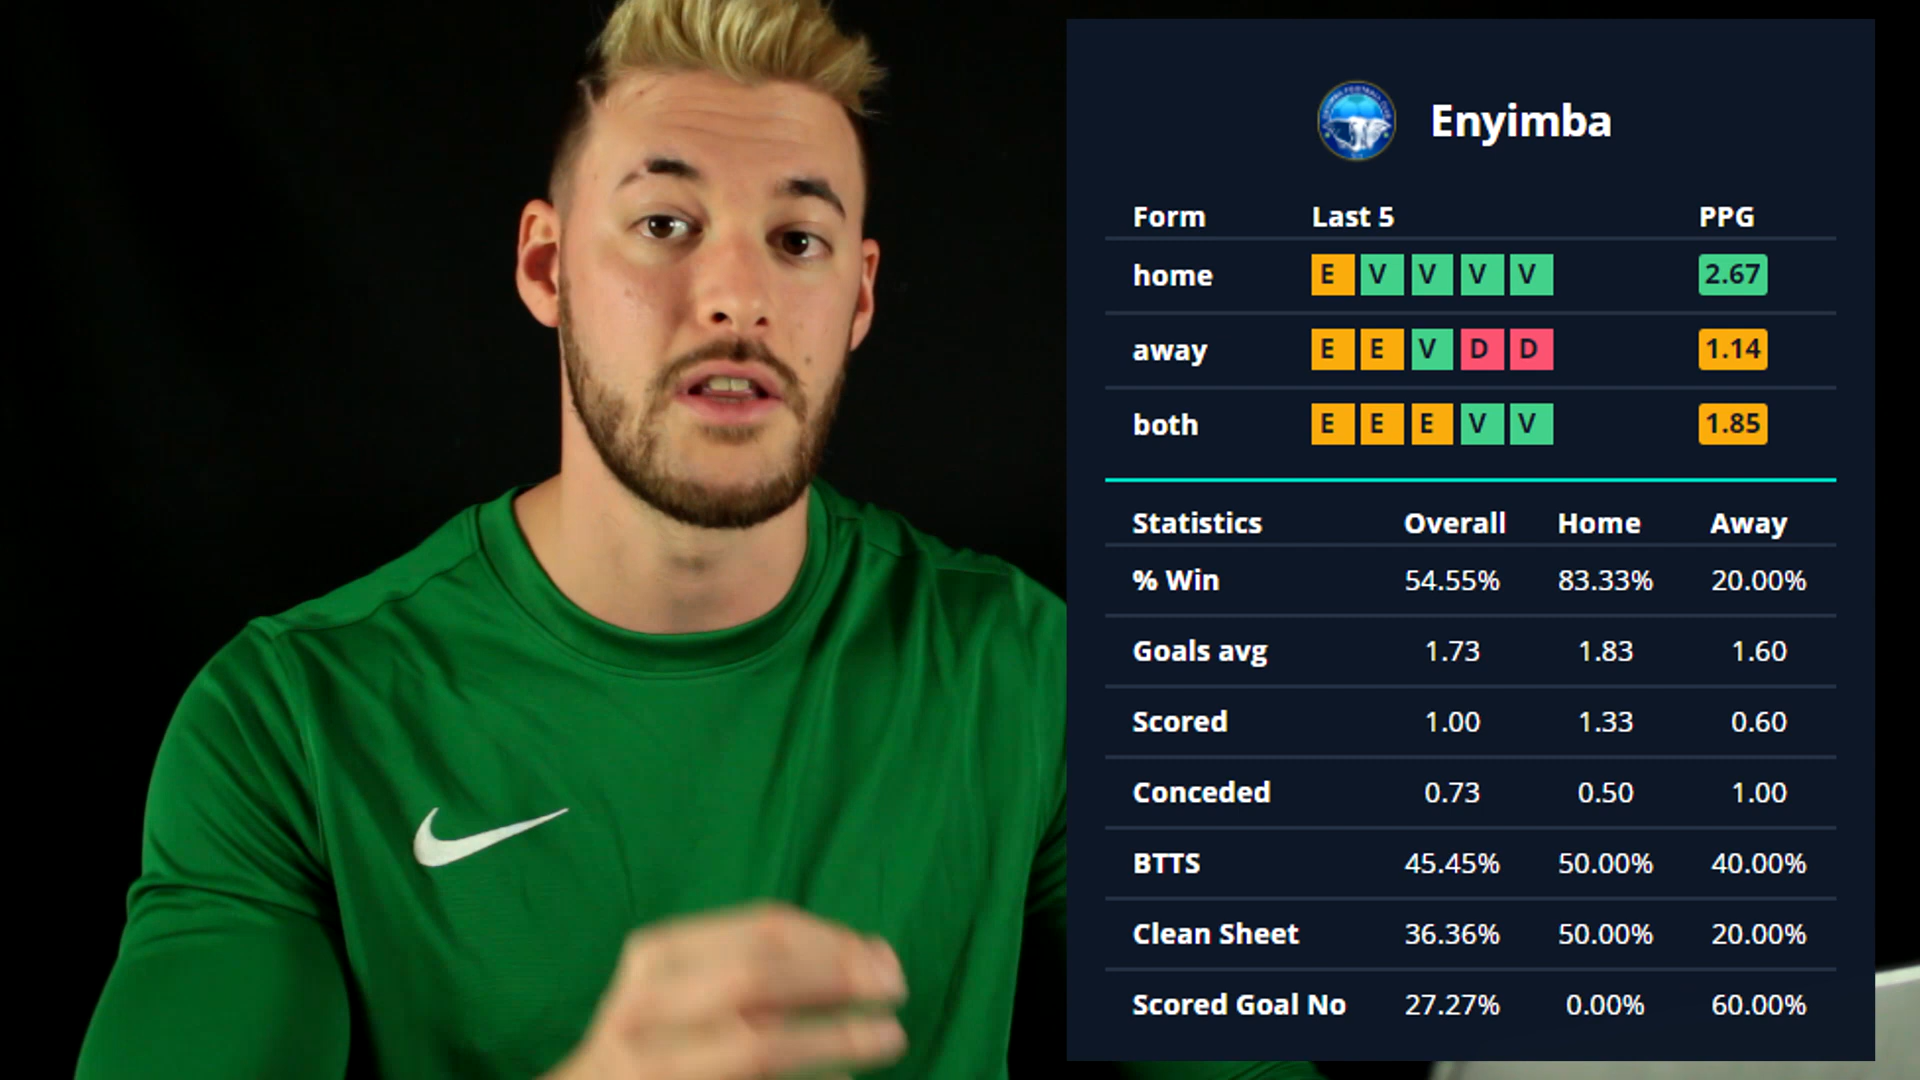 Enyimba
Form Last 5 PPG
home E V V V V 2.67
away E E V D D 1.14
both E E E V V 1.85
Statistics Overall Home Away
% Win 54.55% 83.33% 20.00%
Goals avg 1.73 1.83 1.60
Scored 1.00 1.33 0.60
Conceded 0.73 0.50 1.00
BTTS 45.45% 50.00% 40.00%
Clean Sheet 36.36% 50.00% 20.00%
Scored Goal No 27.27% 0.00% 60.00%